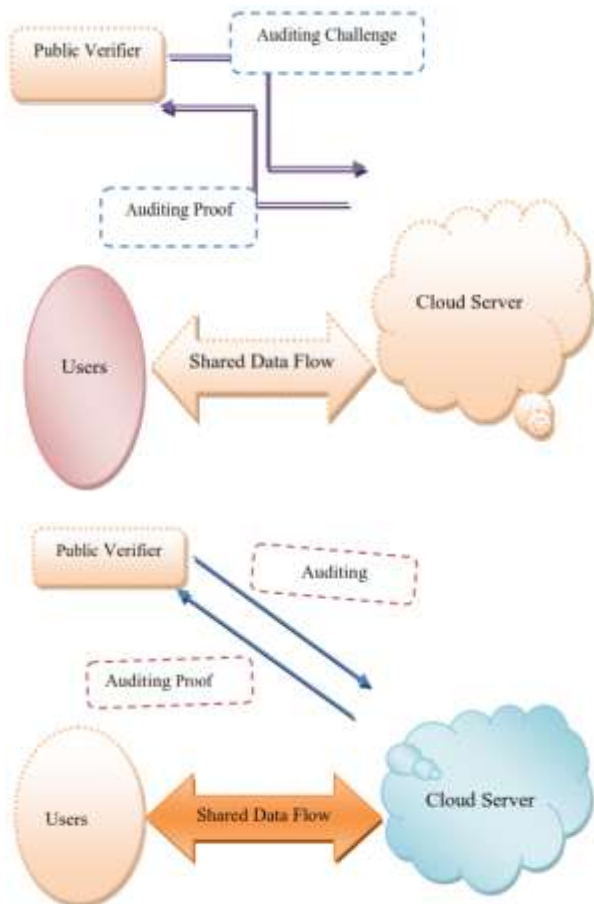 Public Verifier
Auditing Challenge
Auditing Proof
Cloud Server
Users
Shared Data Flow
Public Verifier
Auditing
Auditing Proof
Cloud Server
Users
Shared Data Flow